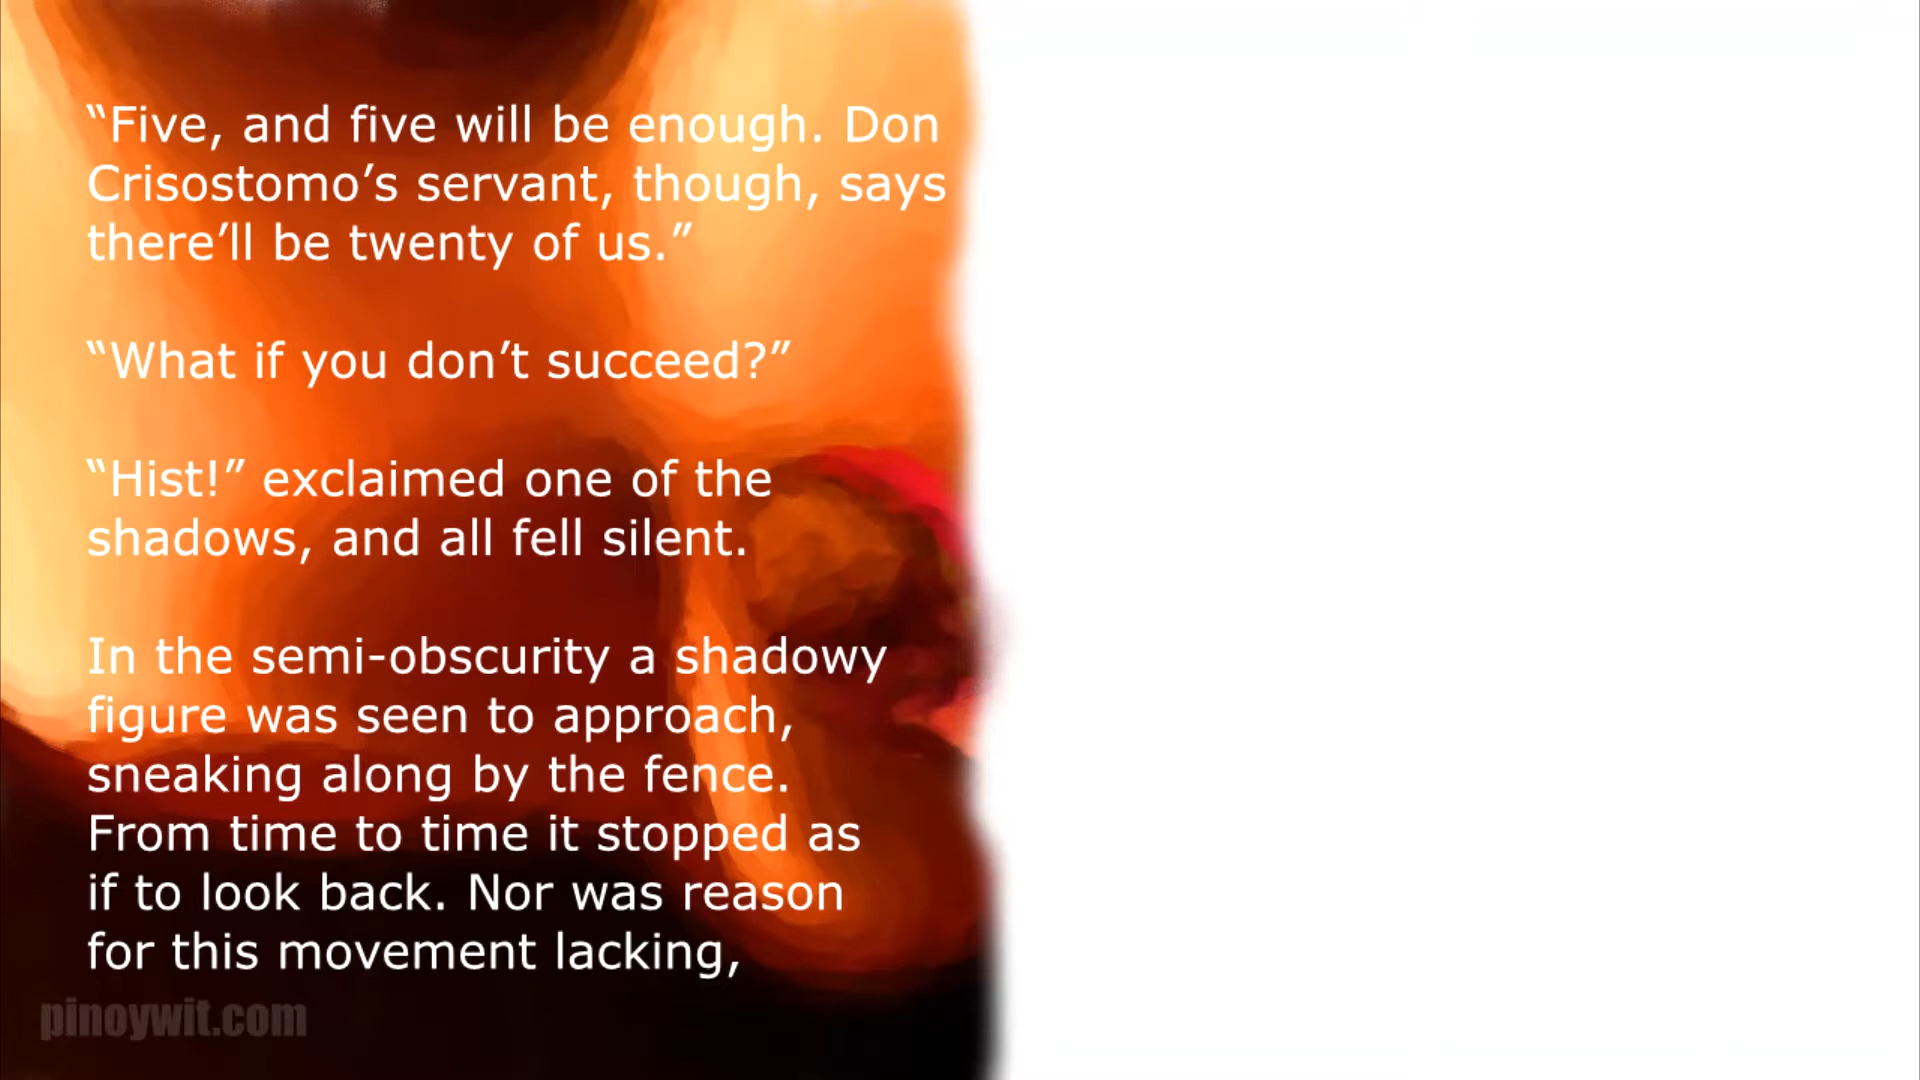 “Five, and five will be enough. Don
Crisostomo’s servant, though, says
there’ll be twenty of us.”
“What if you don’t succeed?”
“Hist!” exclaimed one of the
shadows, and all fell silent.
In the semi-obscurity a shadowy
figure was seen to approach,
sneaking along by the fence.
From time to time it stopped as
if to look back. Nor was reason
for this movement lacking,
pinoywit.com